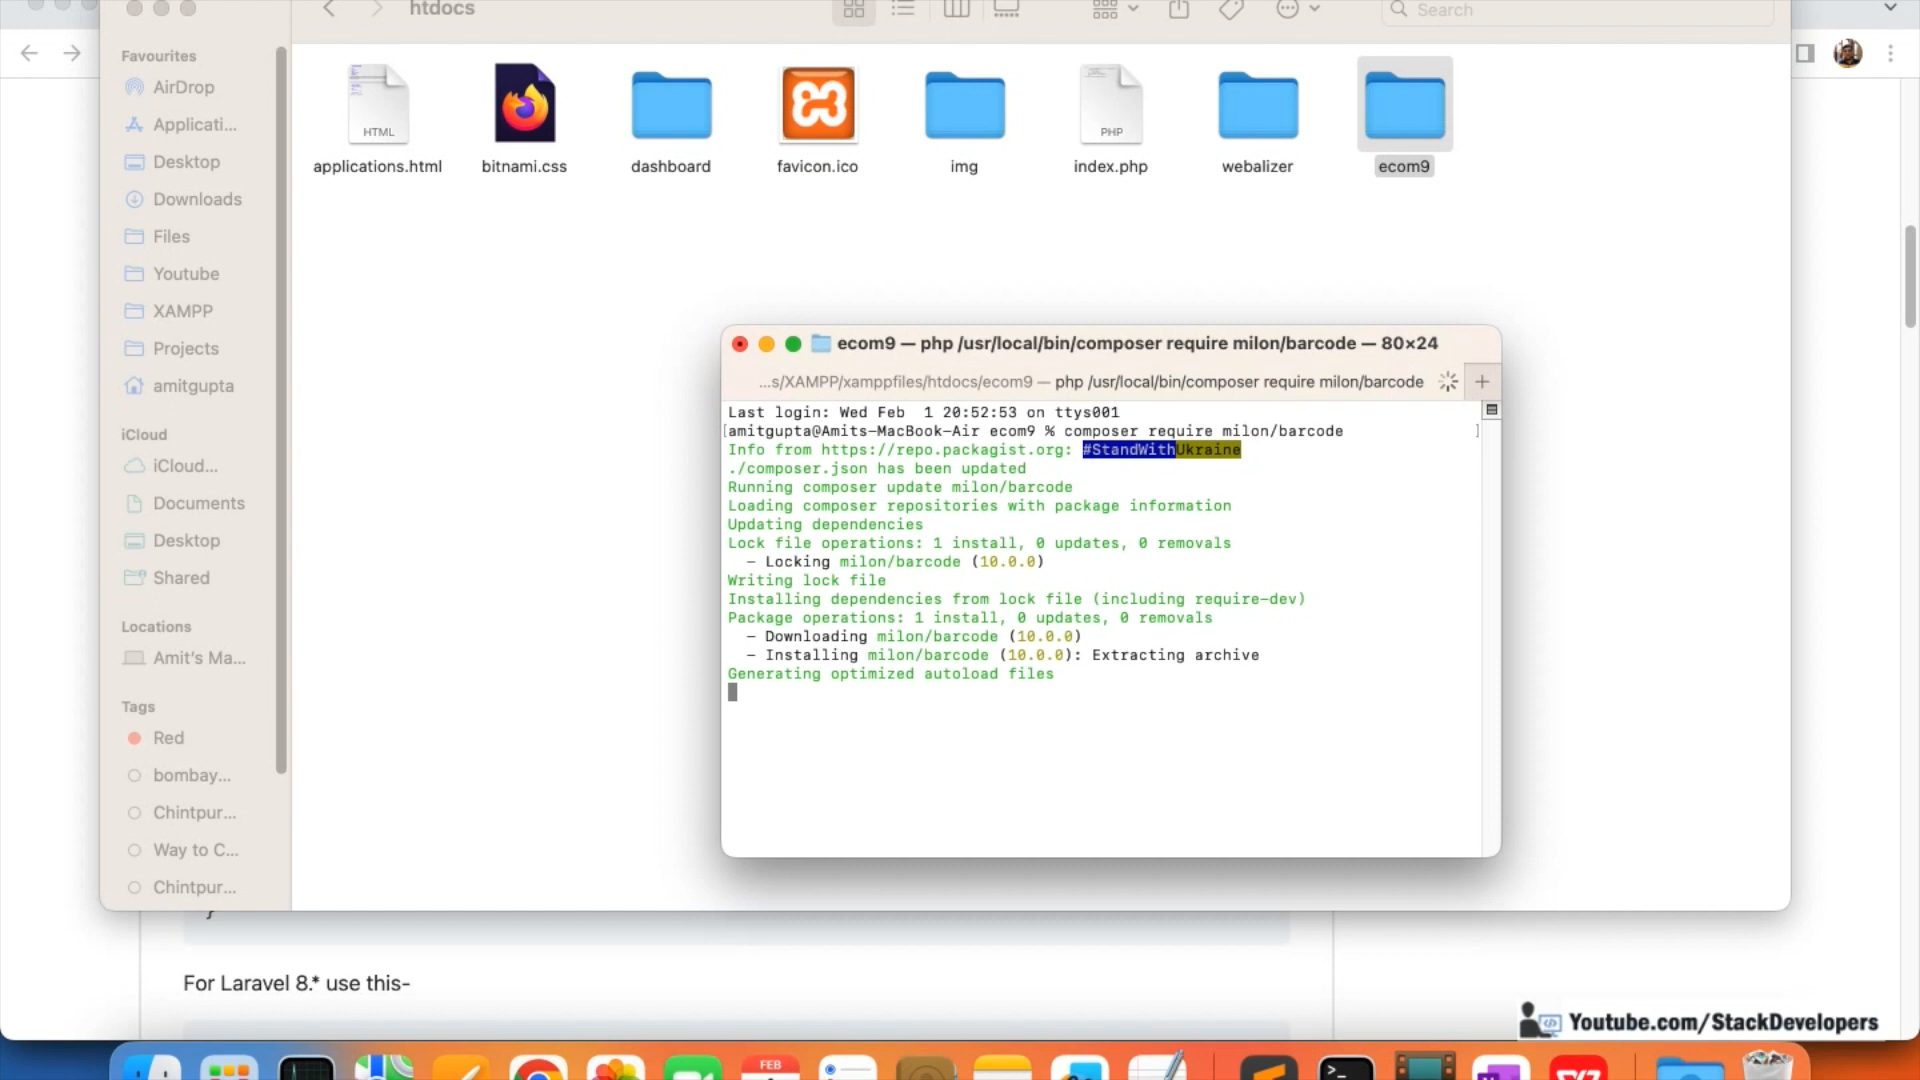 htdocs
Search
Favourites
AirDrop
Applicati...
Desktop
Downloads
Files
Youtube
XAMPP
Projects
amitgupta
iCloud
iCloud...
Documents
Desktop
Shared
Locations
Amit's Ma...
Tags
Red
bombay...
Chintpur...
Way to C...
Chintpur...
HTML
PHP
applications.html
bitnami.css
dashboard
favicon.ico
img
index.php
webalizer
ecom9
ecom9 — php /usr/local/bin/composer require milon/barcode — 80×24
...s/XAMPP/xamppfiles/htdocs/ecom9 — php /usr/local/bin/composer require milon/barcode
Last login: Wed Feb  1 20:52:53 on ttys001
[amitgupta@Amits-MacBook-Air ecom9 % composer require milon/barcode ]
Info from https://repo.packagist.org: #StandWithUkraine
./composer.json has been updated
Running composer update milon/barcode
Loading composer repositories with package information
Updating dependencies
Lock file operations: 1 install, 0 updates, 0 removals
  - Locking milon/barcode (10.0.0)
Writing lock file
Installing dependencies from lock file (including require-dev)
Package operations: 1 install, 0 updates, 0 removals
  - Downloading milon/barcode (10.0.0)
  - Installing milon/barcode (10.0.0): Extracting archive
Generating optimized autoload files
}
For Laravel 8.* use this-
Youtube.com/StackDevelopers
FEB